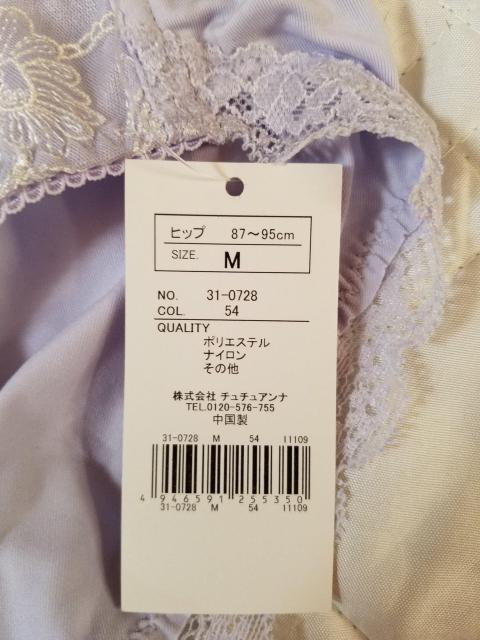 ヒップ 87～95cm
SIZE. M
NO. 31-0728
COL. 54
QUALITY
ポリエステル
ナイロン
その他
株式会社 チュチュアンナ
TEL.0120-576-755
中国製
31-0728 M 54 11109
4 946591 255350
31-0728 M 54 11109